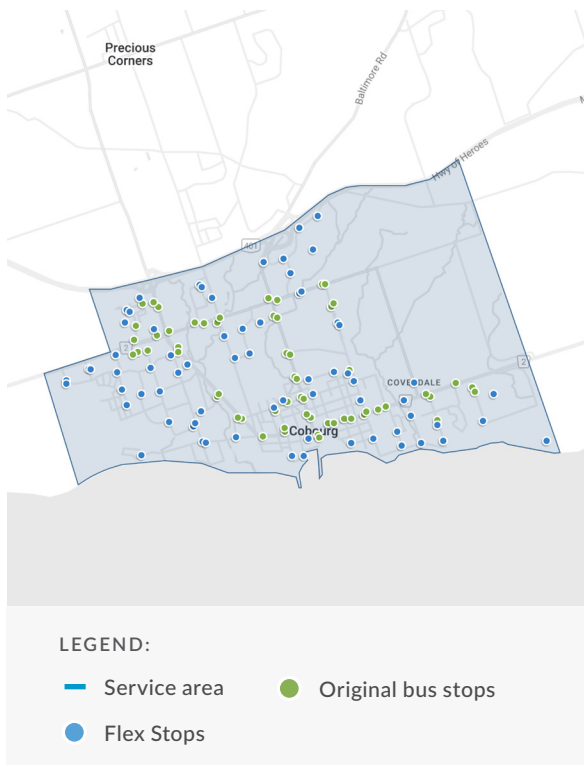 Precious
Corners
Baltimore Rd
Hwy of Heroes
401
2
2
COVERDALE
Cobourg
LEGEND:
Service area
Original bus stops
Flex Stops